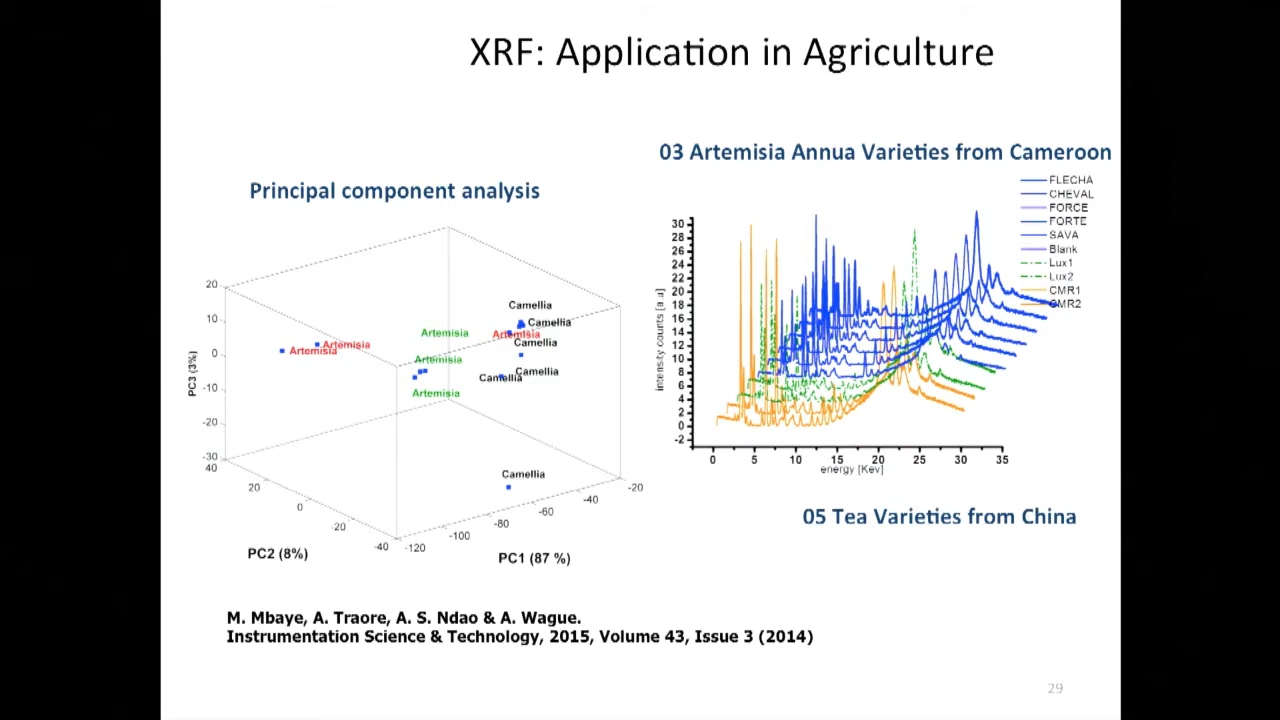 XRF: Application in Agriculture
03 Artemisia Annua Varieties from Cameroon
Principal component analysis
FLECHA
CHEVAL
FORCE
FORTE
SAVA
Blank
Lux1
Lux2
CMR1
CMR2
30
28
26
24
22
20
18
16
14
12
10
8
6
4
2
0
-2
intensity counts [a.u]
0 5 10 15 20 25 30 35
energy [Kev]
20
10
0
-10
-20
-30
PC3 (3%)
Camellia
Camellia
Artemisia
Artemisia
Camellia
Artemisia
Artemisia
Artemisia
Camellia
Camellia
Artemisia
Camellia
40
20
0
-20
-40
PC2 (8%)
-120
-100
-80
-60
-40
-20
PC1 (87 %)
05 Tea Varieties from China
M. Mbaye, A. Traore, A. S. Ndao & A. Wague.
Instrumentation Science & Technology, 2015, Volume 43, Issue 3 (2014)
29